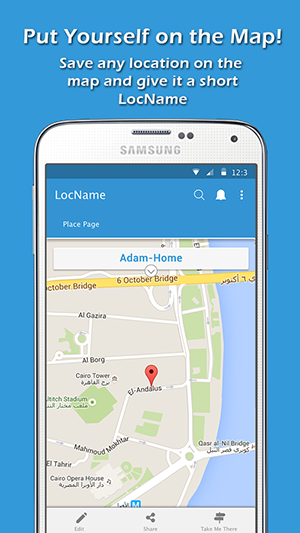 Put Yourself on the Map!
Save any location on the
map and give it a short
LocName
SAMSUNG
12:3
LocName
Place Page
Adam-Home
October Bridge
6 October Bridge
كوبري 6 أكتوبر
Al Gazira
Al Borg
Cairo Tower
برج القاهرة
El-Andalus
Stadium
مختار التتش
Mahmoud Mokhtar
Qasr al-Nil Bridge
كوبري قصر النيل
El Tahrir
Cairo Opera House
دار الأوبرا المصرية
Opera
M
Edit
Share
Take Me There